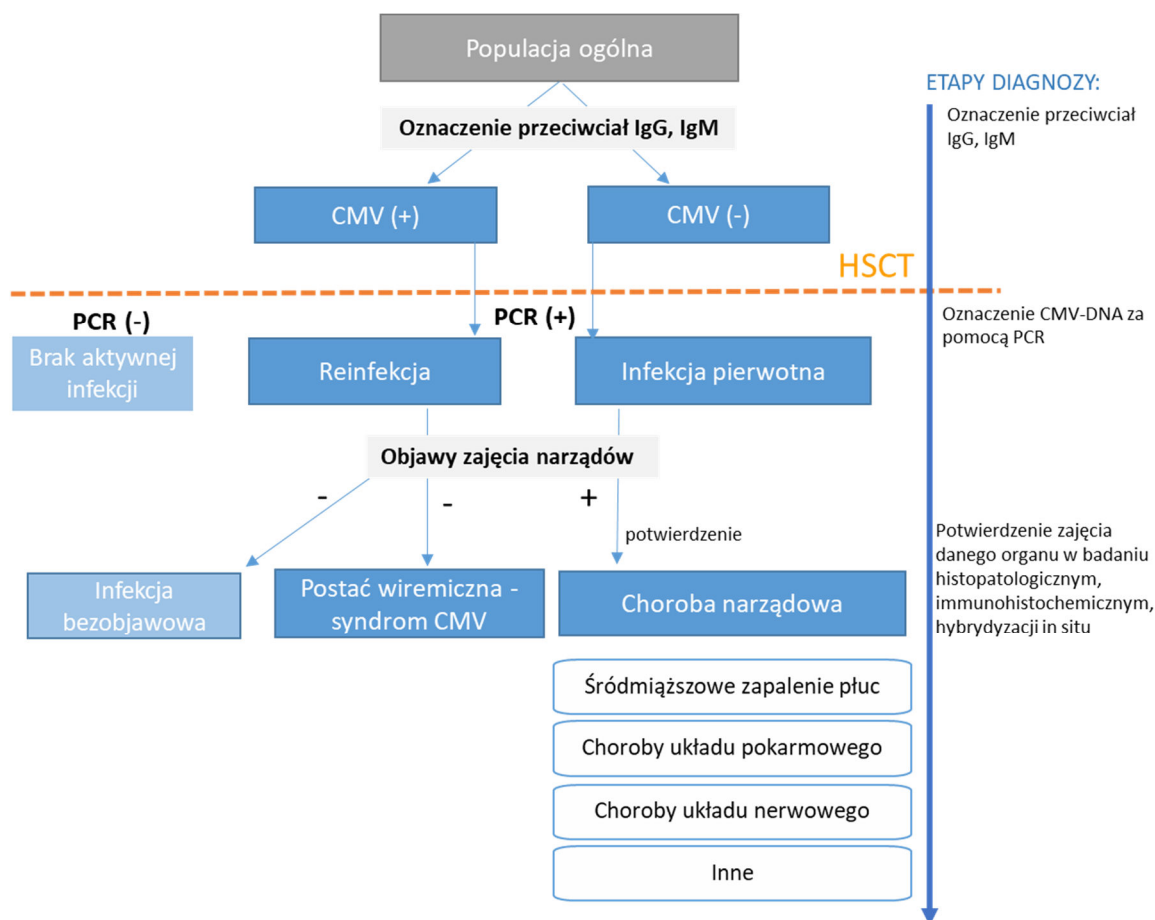 Populacja ogólna
ETAPY DIAGNOZY:
Oznaczenie przeciwciał IgG, IgM
Oznaczenie przeciwciał
IgG, IgM
CMV (+)
CMV (-)
HSCT
PCR (-)
PCR (+)
Oznaczenie CMV-DNA za
pomocą PCR
Brak aktywnej
infekcji
Reinfekcja
Infekcja pierwotna
Objawy zajęcia narządów
-
-
+
potwierdzenie
Potwierdzenie zajęcia
danego organu w badaniu
histopatologicznym,
immunohistochemicznym,
hybrydyzacji in situ
Infekcja
bezobjawowa
Postać wiremiczna -
syndrom CMV
Choroba narządowa
Śródmiąższowe zapalenie płuc
Choroby układu pokarmowego
Choroby układu nerwowego
Inne